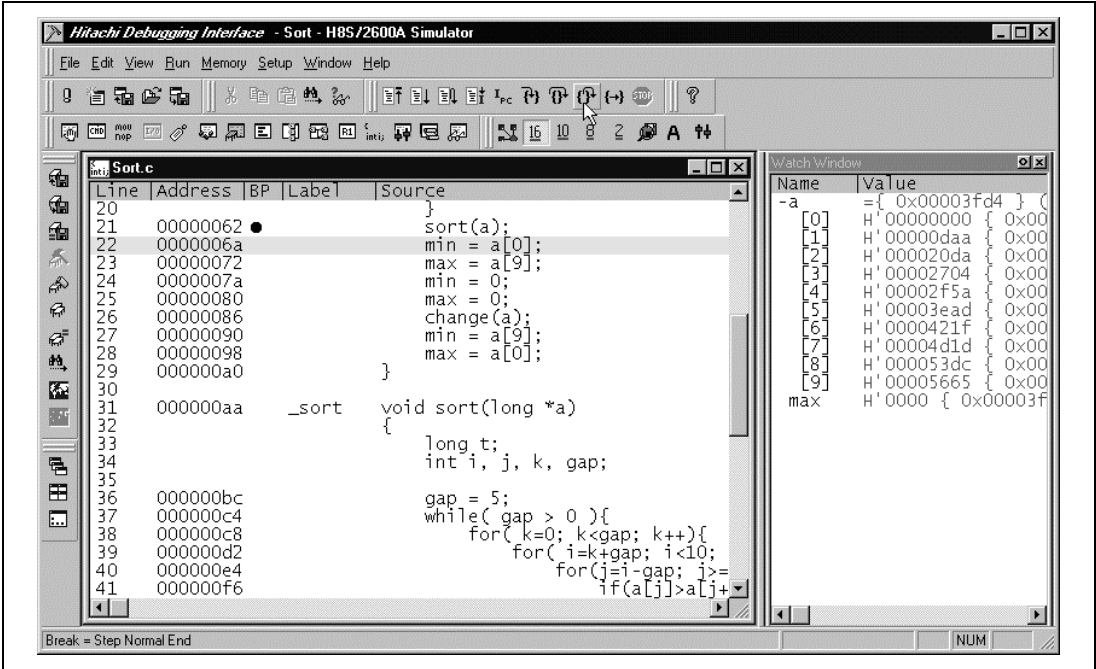 Hitachi Debugging Interface - Sort - H8S/2600A Simulator
File Edit View Run Memory Setup Window Help
16 10 8 2 A
Sort.c
Line Address BP Label Source
20 }
21 00000062 ● sort(a);
22 0000006a min = a[0];
23 00000072 max = a[9];
24 0000007a min = 0;
25 00000080 max = 0;
26 00000086 change(a);
27 00000090 min = a[9];
28 00000098 max = a[0];
29 000000a0 }
30
31 000000aa _sort void sort(long *a)
32 {
33 long t;
34 int i, j, k, gap;
35
36 000000bc gap = 5;
37 000000c4 while( gap > 0 ){
38 000000c8 for( k=0; k<gap; k++){
39 000000d2 for( i=k+gap; i<10;
40 000000e4 for(j=i-gap; j>=
41 000000f6 if(a[j]>a[j+
Watch Window
Name Value
-a ={ 0x00003fd4 } (
[0] H'00000000 { 0x00
[1] H'00000daa { 0x00
[2] H'000020da { 0x00
[3] H'00002704 { 0x00
[4] H'00002f5a { 0x00
[5] H'00003ead { 0x00
[6] H'0000421f { 0x00
[7] H'00004d1d { 0x00
[8] H'000053dc { 0x00
[9] H'00005665 { 0x00
max H'0000 { 0x00003f
Break = Step Normal End
NUM